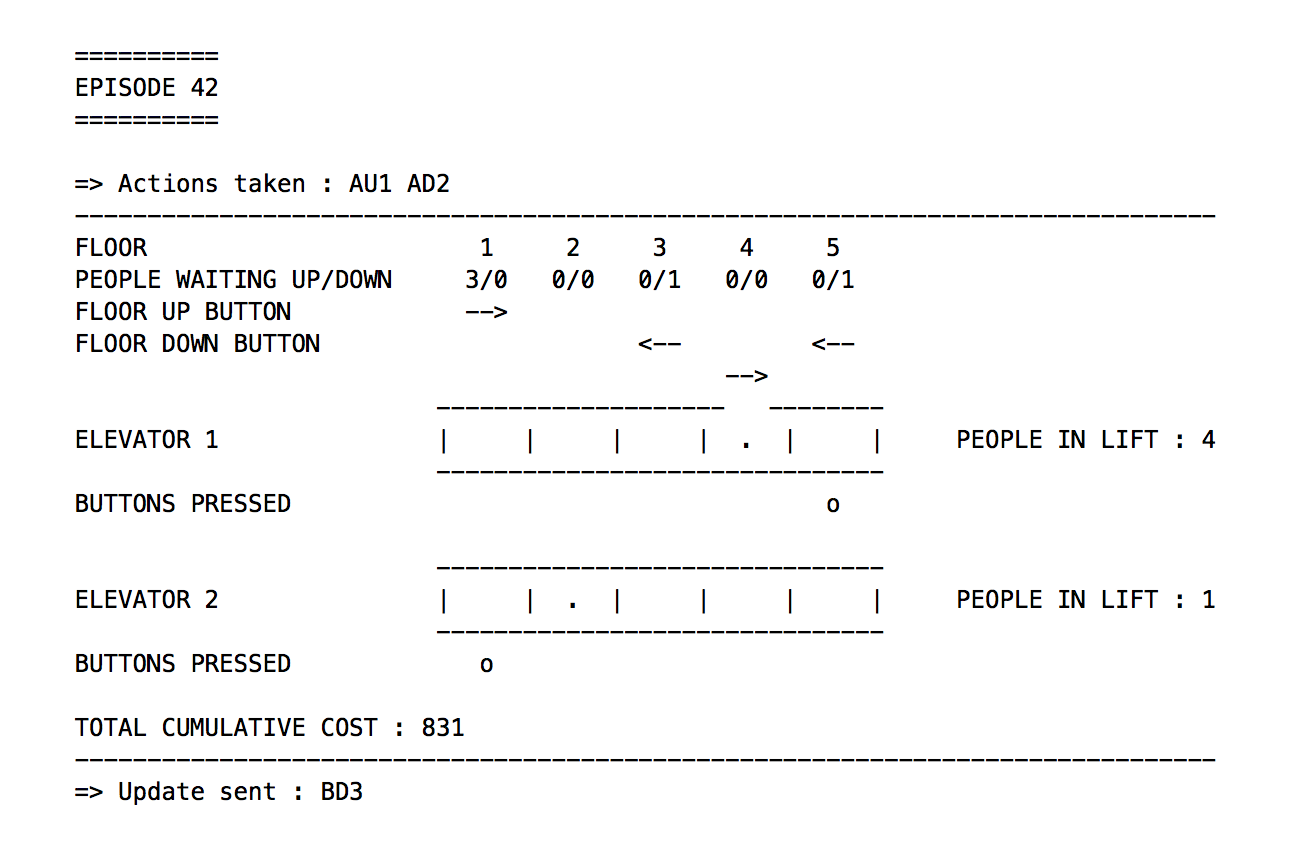 ==========
EPISODE 42
==========
=> Actions taken : AU1 AD2
-------------------------------------------------------------------------------
FLOOR                       1     2     3     4     5
PEOPLE WAITING UP/DOWN     3/0   0/0   0/1   0/0   0/1
FLOOR UP BUTTON            -->
FLOOR DOWN BUTTON                      <--         <--
                                             -->
                         --------------------   --------
ELEVATOR 1               |     |     |     |  .  |     |     PEOPLE IN LIFT : 4
                         -------------------------------
BUTTONS PRESSED                                     o
                         -------------------------------
ELEVATOR 2               |     |  .  |     |     |     |     PEOPLE IN LIFT : 1
                         -------------------------------
BUTTONS PRESSED             o
TOTAL CUMULATIVE COST : 831
-------------------------------------------------------------------------------
=> Update sent : BD3